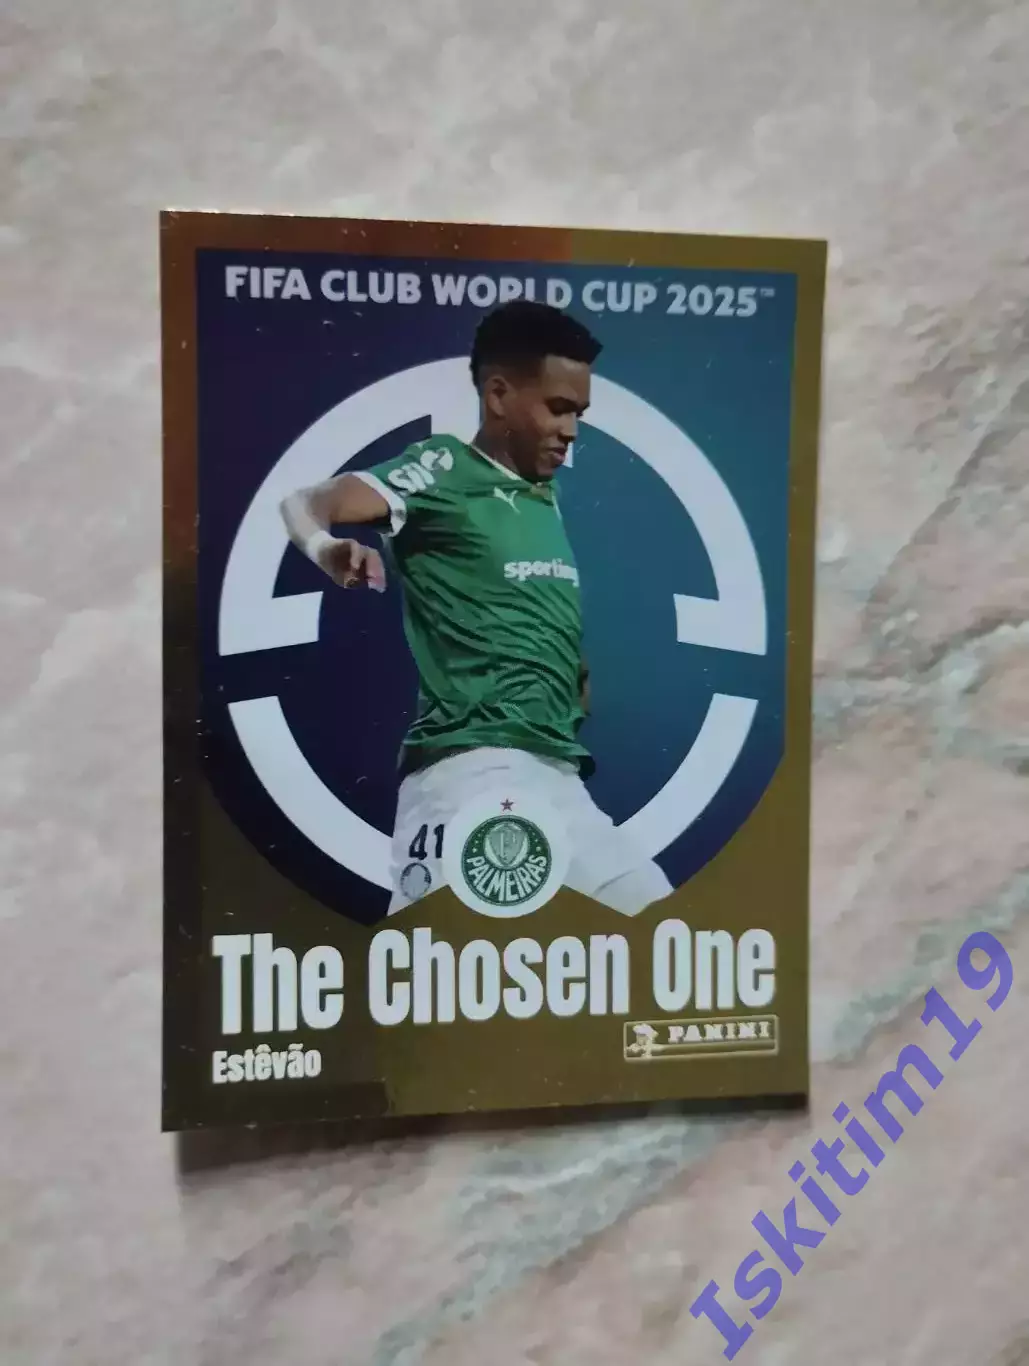 FIFA CLUB WORLD CUP 2025™
sporting
41
PALMEIRAS
The Chosen One
PANINI
Estêvão
Iskitim19